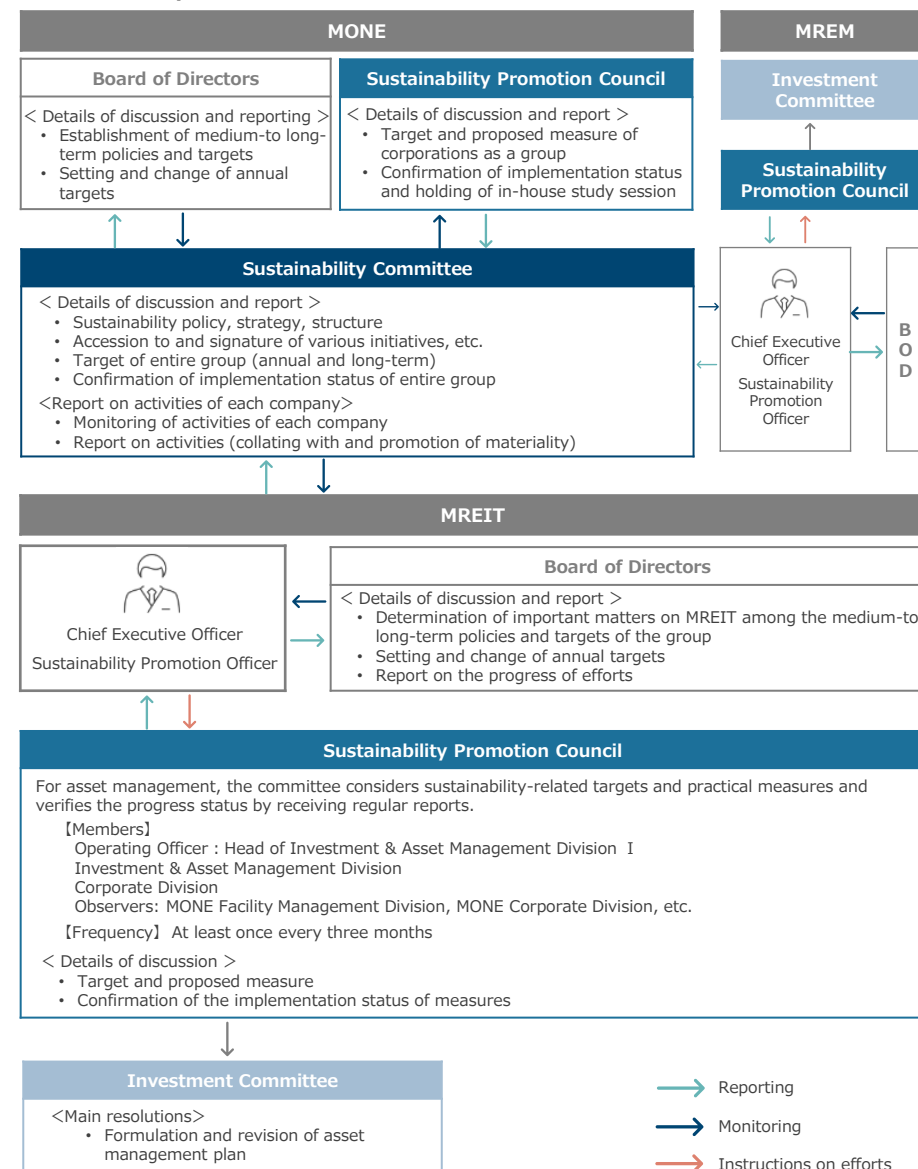 MONE
MREM
Board of Directors
< Details of discussion and reporting >
• Establishment of medium-to long-
term policies and targets
• Setting and change of annual
targets
Sustainability Promotion Council
< Details of discussion and report >
• Target and proposed measure of
corporations as a group
• Confirmation of implementation status
and holding of in-house study session
Investment
Committee
Sustainability
Promotion Council
Sustainability Committee
< Details of discussion and report >
• Sustainability policy, strategy, structure
• Accession to and signature of various initiatives, etc.
• Target of entire group (annual and long-term)
• Confirmation of implementation status of entire group
<Report on activities of each company>
• Monitoring of activities of each company
• Report on activities (collating with and promotion of materiality)
Chief Executive
Officer
Sustainability
Promotion
Officer
B
O
D
MREIT
Chief Executive Officer
Sustainability Promotion Officer
Board of Directors
< Details of discussion and report >
• Determination of important matters on MREIT among the medium-to
long-term policies and targets of the group
• Setting and change of annual targets
• Report on the progress of efforts
Sustainability Promotion Council
For asset management, the committee considers sustainability-related targets and practical measures and
verifies the progress status by receiving regular reports.
【Members】
Operating Officer : Head of Investment & Asset Management Division Ⅰ
Investment & Asset Management Division
Corporate Division
Observers: MONE Facility Management Division, MONE Corporate Division, etc.
【Frequency】 At least once every three months
< Details of discussion >
• Target and proposed measure
• Confirmation of the implementation status of measures
Investment Committee
<Main resolutions>
• Formulation and revision of asset
management plan
Reporting
Monitoring
Instructions on efforts